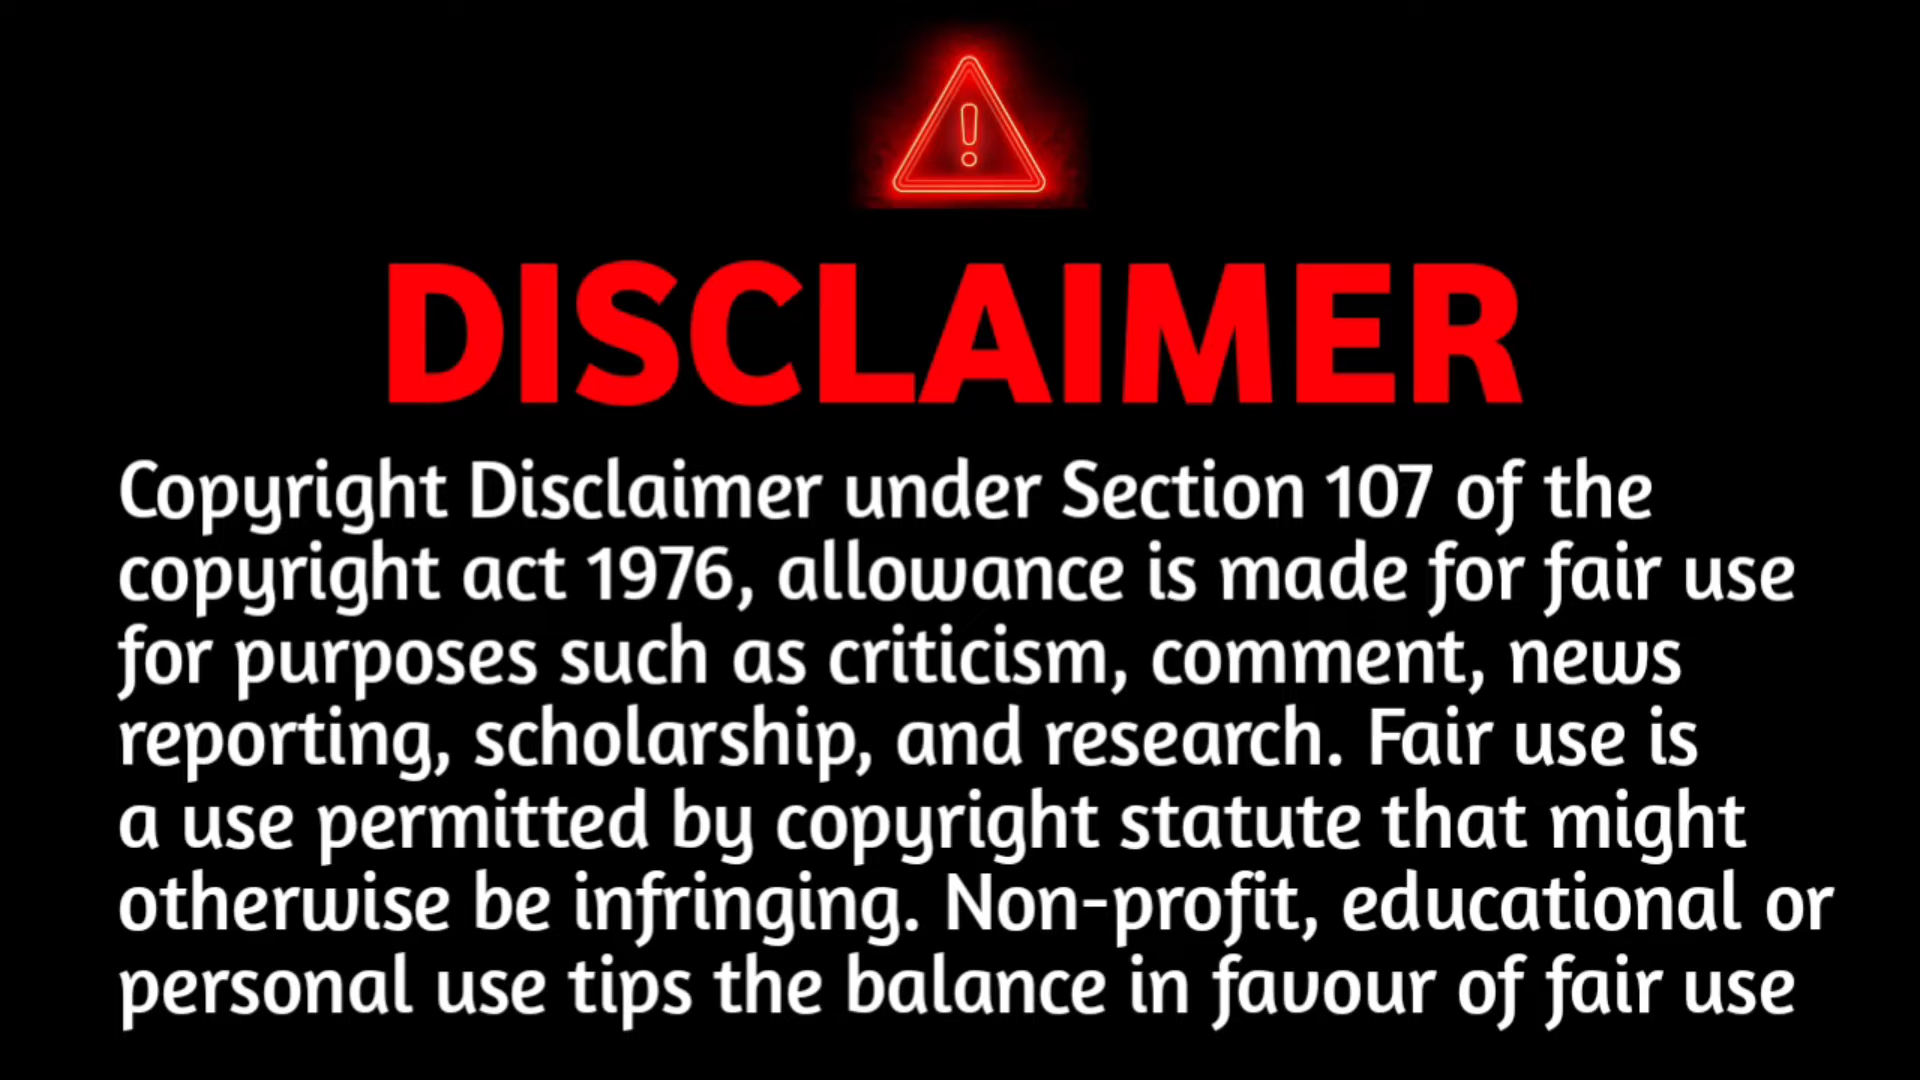 DISCLAIMER
Copyright Disclaimer under Section 107 of the
copyright act 1976, allowance is made for fair use
for purposes such as criticism, comment, news
reporting, scholarship, and research. Fair use is
a use permitted by copyright statute that might
otherwise be infringing. Non-profit, educational or
personal use tips the balance in favour of fair use